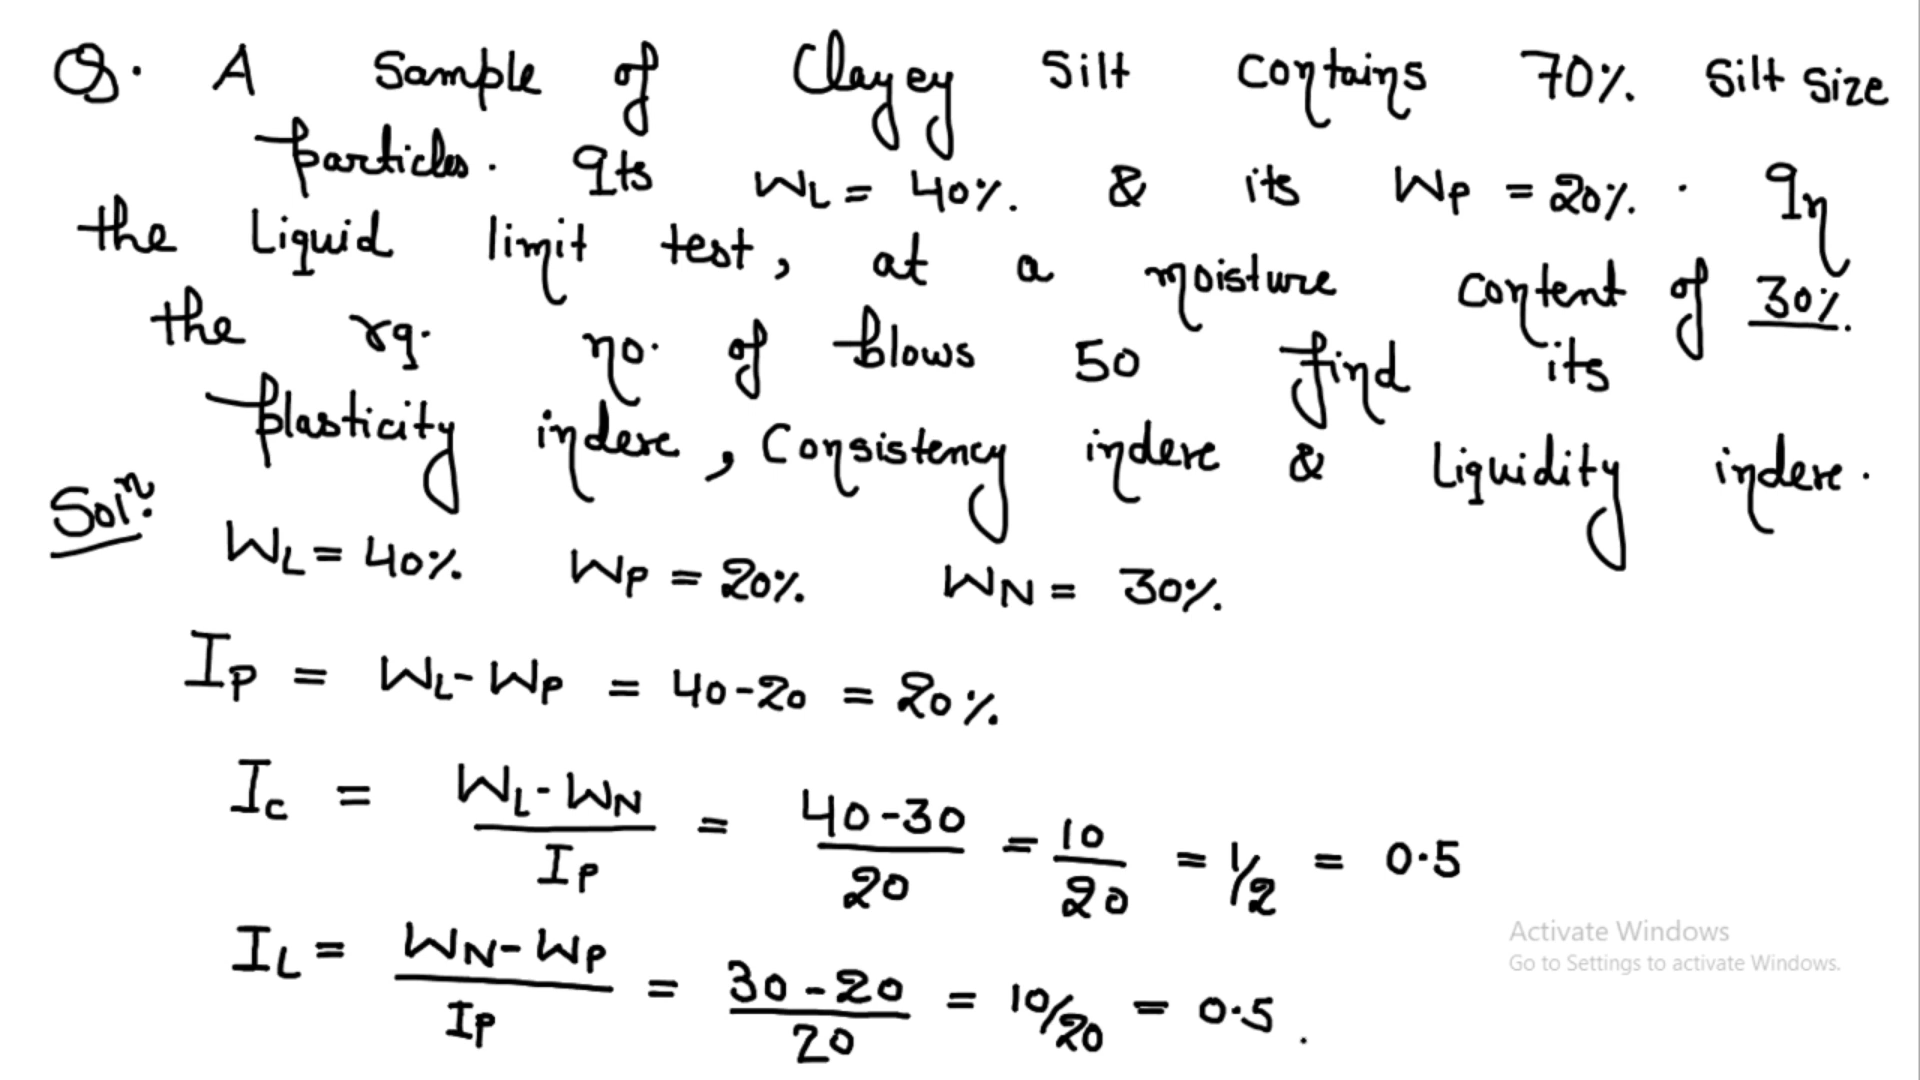 Q. A Sample of Clayey Silt contains 70%. Silt Size
particles. Its WL = 40%. & its WP = 20%. In
the Liquid limit test, at a moisture content of 30%.
the rq. no. of blows 50 find its
plasticity index, Consistency index & Liquidity index.
Solⁿ.
WL = 40%. WP = 20%. WN = 30%.
IP = WL-WP = 40-20 = 20%.
IC = WL-WN / IP = 40-30 / 20 = 10 / 20 = 1/2 = 0.5
IL = WN-WP / IP = 30-20 / 20 = 10/20 = 0.5.
Activate Windows
Go to Settings to activate Windows.